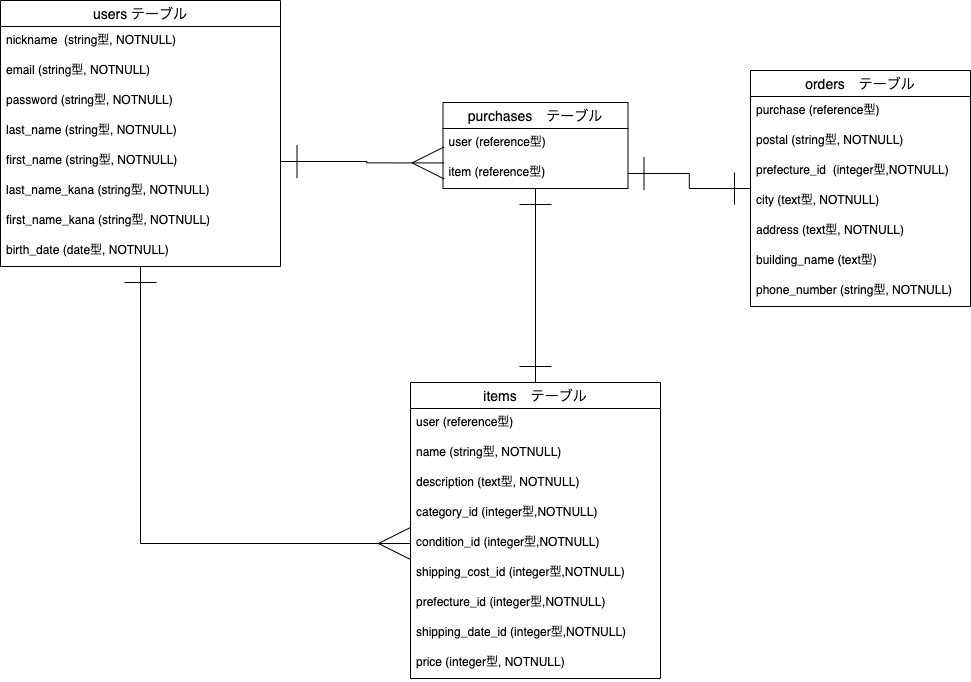 users テーブル
nickname (string型, NOTNULL)
email (string型, NOTNULL)
password (string型, NOTNULL)
last_name (string型, NOTNULL)
first_name (string型, NOTNULL)
last_name_kana (string型, NOTNULL)
first_name_kana (string型, NOTNULL)
birth_date (date型, NOTNULL)
purchases　テーブル
user (reference型)
item (reference型)
orders　テーブル
purchase (reference型)
postal (string型, NOTNULL)
prefecture_id (integer型,NOTNULL)
city (text型, NOTNULL)
address (text型, NOTNULL)
building_name (text型)
phone_number (string型, NOTNULL)
items　テーブル
user (reference型)
name (string型, NOTNULL)
description (text型, NOTNULL)
category_id (integer型,NOTNULL)
condition_id (integer型,NOTNULL)
shipping_cost_id (integer型,NOTNULL)
prefecture_id (integer型,NOTNULL)
shipping_date_id (integer型,NOTNULL)
price (integer型, NOTNULL)